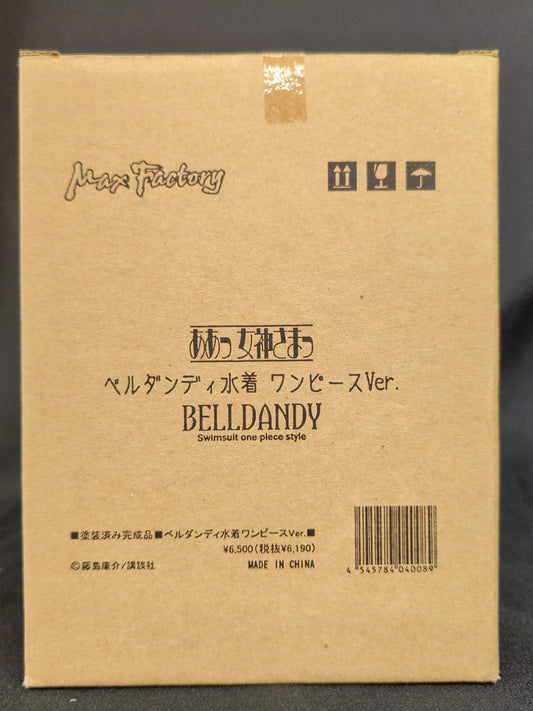 Max Factory
ああっ女神さまっ
ベルダンディ水着 ワンピースVer.
BELLDANDY
Swimsuit one piece style
■塗装済み完成品■ベルダンディ水着ワンピースVer.■
¥6,500(税抜¥6,190)
©藤島康介/講談社
MADE IN CHINA
4 545784 040089